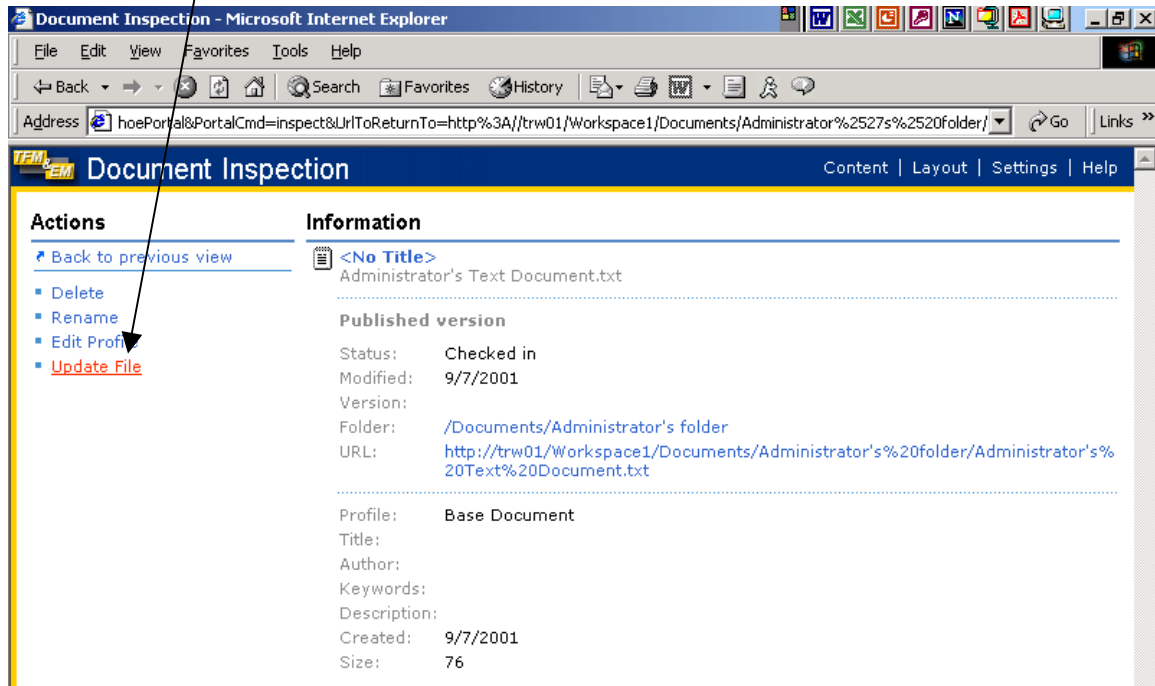 Document Inspection - Microsoft Internet Explorer
File Edit View Favorites Tools Help
Back Search Favorites History
Address hoePortal&PortalCmd=inspect&UrlToReturnTo=http%3A//trw01/Workspace1/Documents/Administrator%2527s%2520folder/ Go Links »
TFM & EM Document Inspection Content | Layout | Settings | Help
Actions
Back to previous view
Delete
Rename
Edit Profile
Update File
Information
<No Title>
Administrator's Text Document.txt
Published version
Status: Checked in
Modified: 9/7/2001
Version:
Folder: /Documents/Administrator's folder
URL: http://trw01/Workspace1/Documents/Administrator's%20folder/Administrator's%
20Text%20Document.txt
Profile: Base Document
Title:
Author:
Keywords:
Description:
Created: 9/7/2001
Size: 76